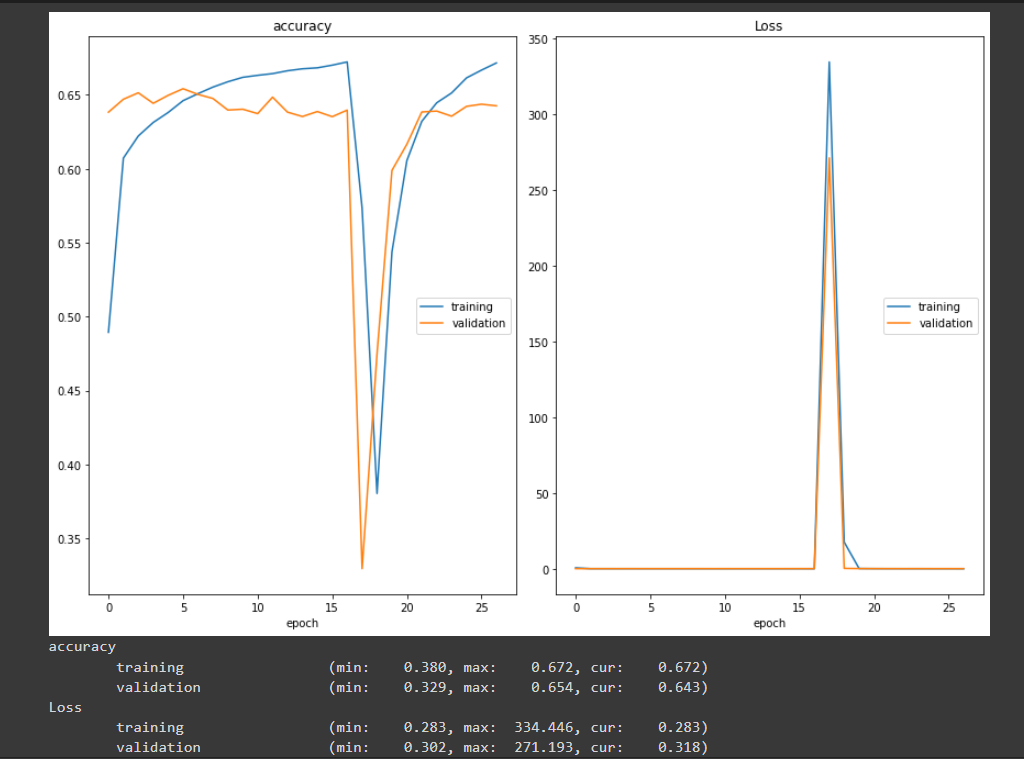 accuracy
0.65
0.60
0.55
0.50
0.45
0.40
0.35
0 5 10 15 20 25
epoch
training
validation
Loss
350
300
250
200
150
100
50
0
0 5 10 15 20 25
epoch
training
validation
accuracy
training (min: 0.380, max: 0.672, cur: 0.672)
validation (min: 0.329, max: 0.654, cur: 0.643)
Loss
training (min: 0.283, max: 334.446, cur: 0.283)
validation (min: 0.302, max: 271.193, cur: 0.318)